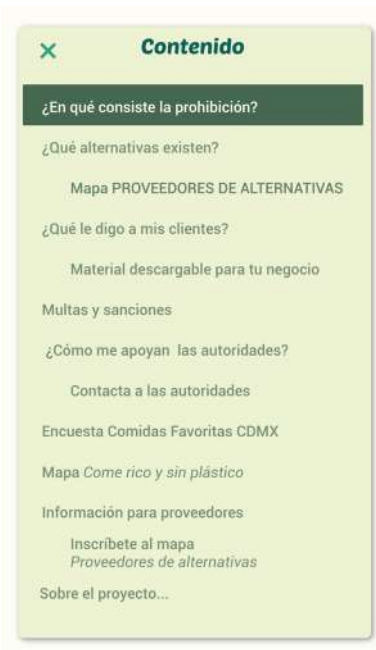 Contenido
¿En qué consiste la prohibición?
¿Qué alternativas existen?
Mapa PROVEEDORES DE ALTERNATIVAS
¿Qué le digo a mis clientes?
Material descargable para tu negocio
Multas y sanciones
¿Cómo me apoyan las autoridades?
Contacta a las autoridades
Encuesta Comidas Favoritas CDMX
Mapa Come rico y sin plástico
Información para proveedores
Inscríbete al mapa
Proveedores de alternativas
Sobre el proyecto...